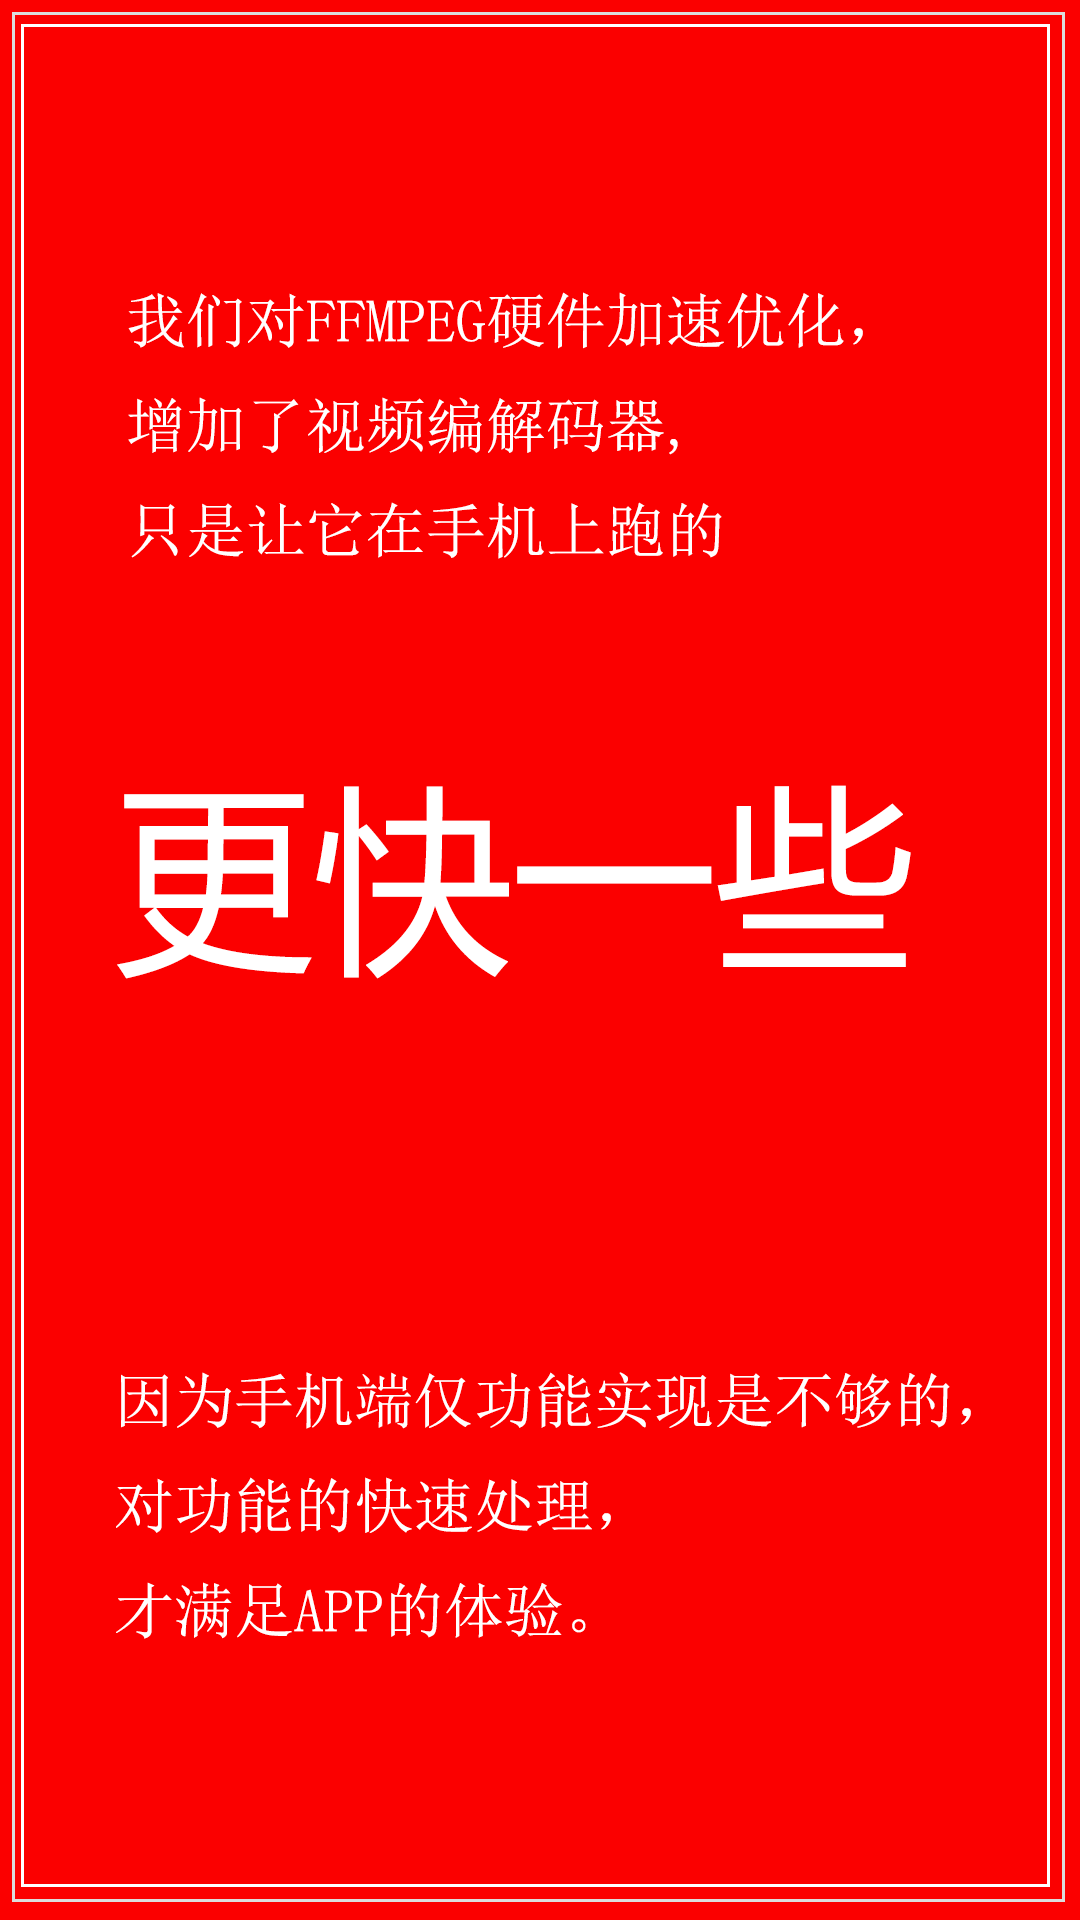 我们对FFMPEG硬件加速优化，
增加了视频编解码器,
只是让它在手机上跑的
更快一些
因为手机端仅功能实现是不够的，
对功能的快速处理，
才满足APP的体验。